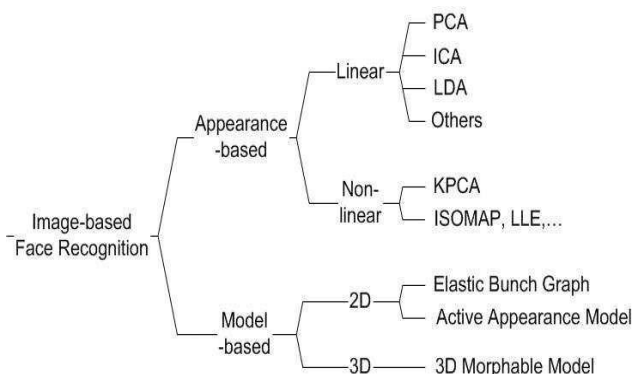 PCA
ICA
Linear
LDA
Appearance
-based
Others
Non-
linear
KPCA
ISOMAP, LLE,...
Image-based
Face Recognition
Elastic Bunch Graph
2D
Active Appearance Model
Model
-based
3D
3D Morphable Model